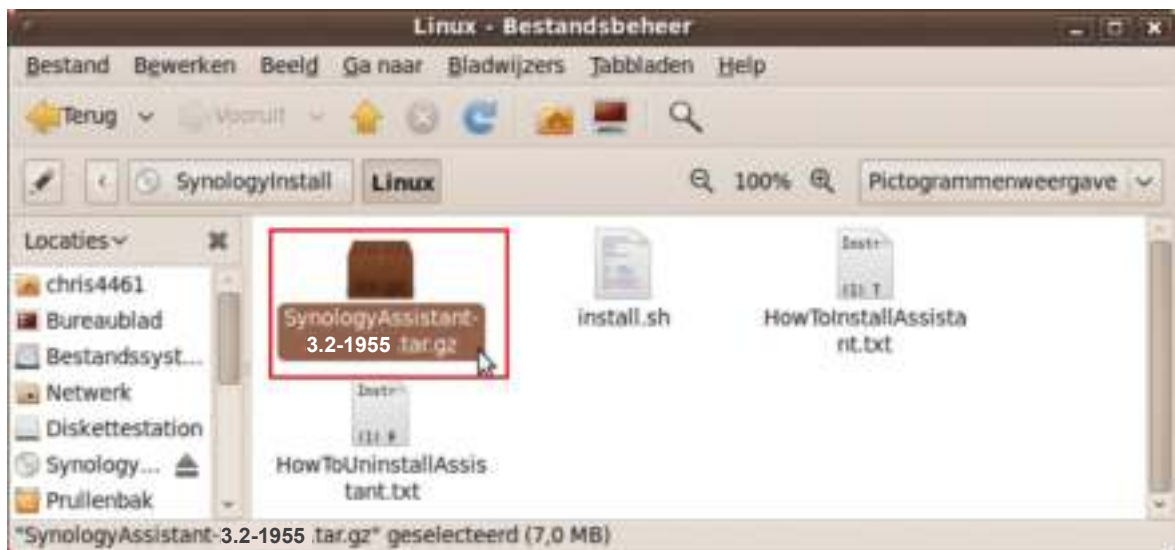 Linux - Bestandsbeheer
Bestand Bewerken Beeld Ga naar Bladwijzers Tabbladen Help
Terug Vooruit
SynologyInstall Linux 100% Pictogrammenweergave
Locaties
chris4461
Bureaublad
Bestandssyst...
Netwerk
Diskettestation
Synology...
Prullenbak
SynologyAssistant-
3.2-1955 .tar.gz
install.sh
HowToInstallAssista
nt.txt
HowToUninstallAssis
tant.txt
"SynologyAssistant-3.2-1955 .tar.gz" geselecteerd (7,0 MB)